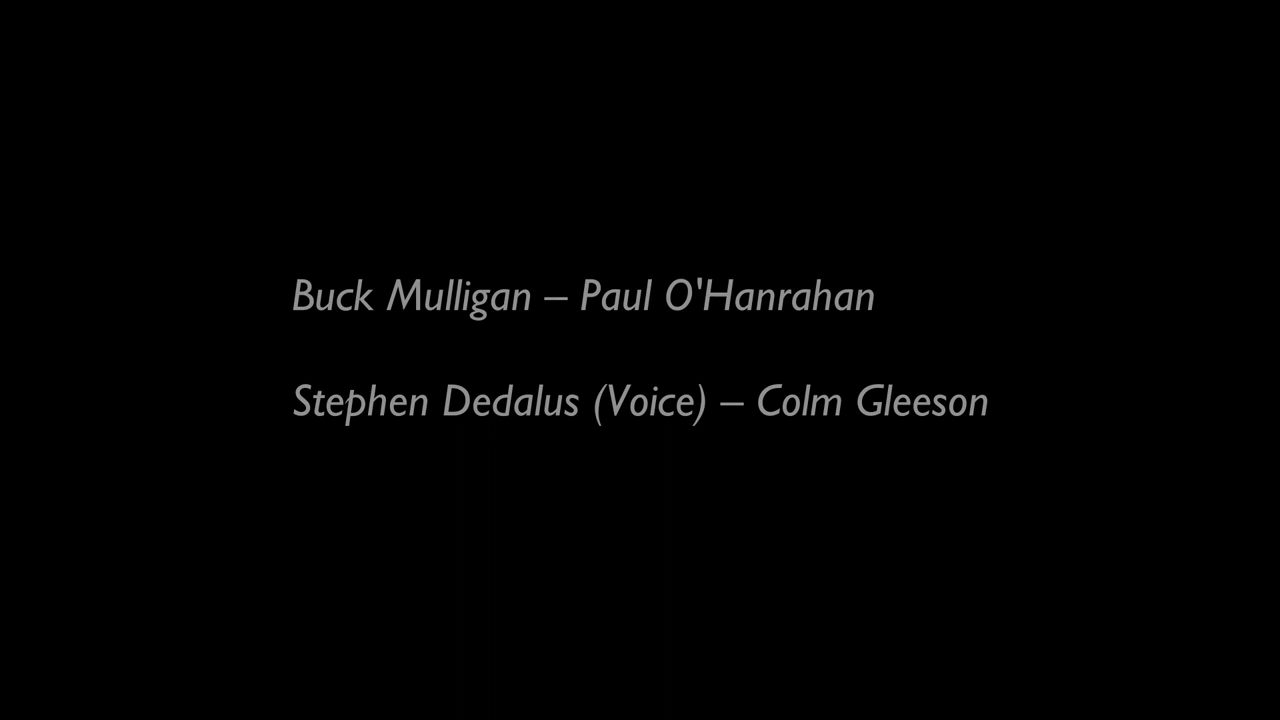 Buck Mulligan – Paul O'Hanrahan
Stephen Dedalus (Voice) – Colm Gleeson